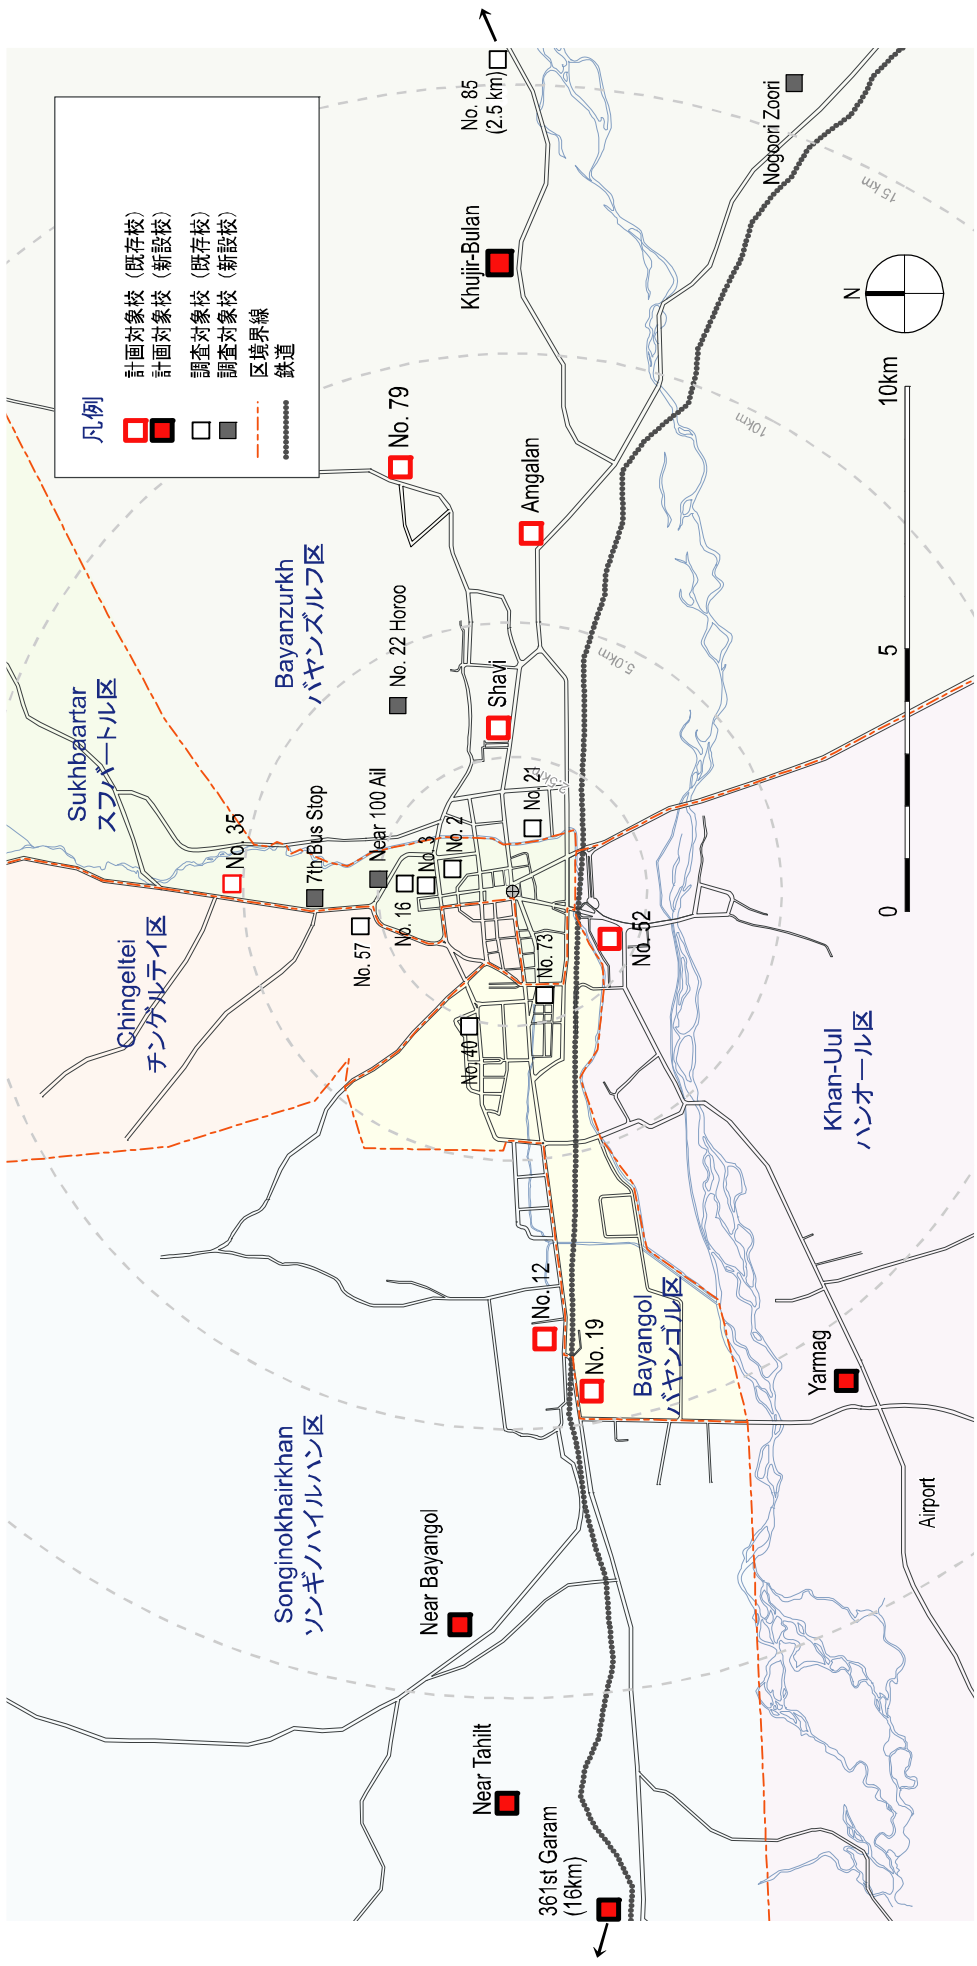 凡例
計画対象校（既存校）
計画対象校（新設校）
調査対象校（既存校）
調査対象校（新設校）
区境界線
鉄道
Songinokhairkhan
ソンギノハイルハン区
Chingeltei
チンゲルテイ区
Sukhbaartar
スフバートル区
Bayanzurkh
バヤンズルフ区
Bayangol
バヤンゴル区
Khan-Uul
ハンオール区
361st Garam
(16km)
Near Tahilt
Near Bayangol
No. 12
No. 19
Yarmag
Airport
No. 40
No. 73
No. 57
No. 16
No. 3
No. 2
No. 21
No. 52
No. 35
7th Bus Stop
Near 100 Ail
No. 22 Horoo
Shavi
Amgalan
No. 79
Khujir-Bulan
No. 85
(2.5 km)
Nogoori Zoori
2.5km
5.0km
10km
15 km
N
0
5
10km